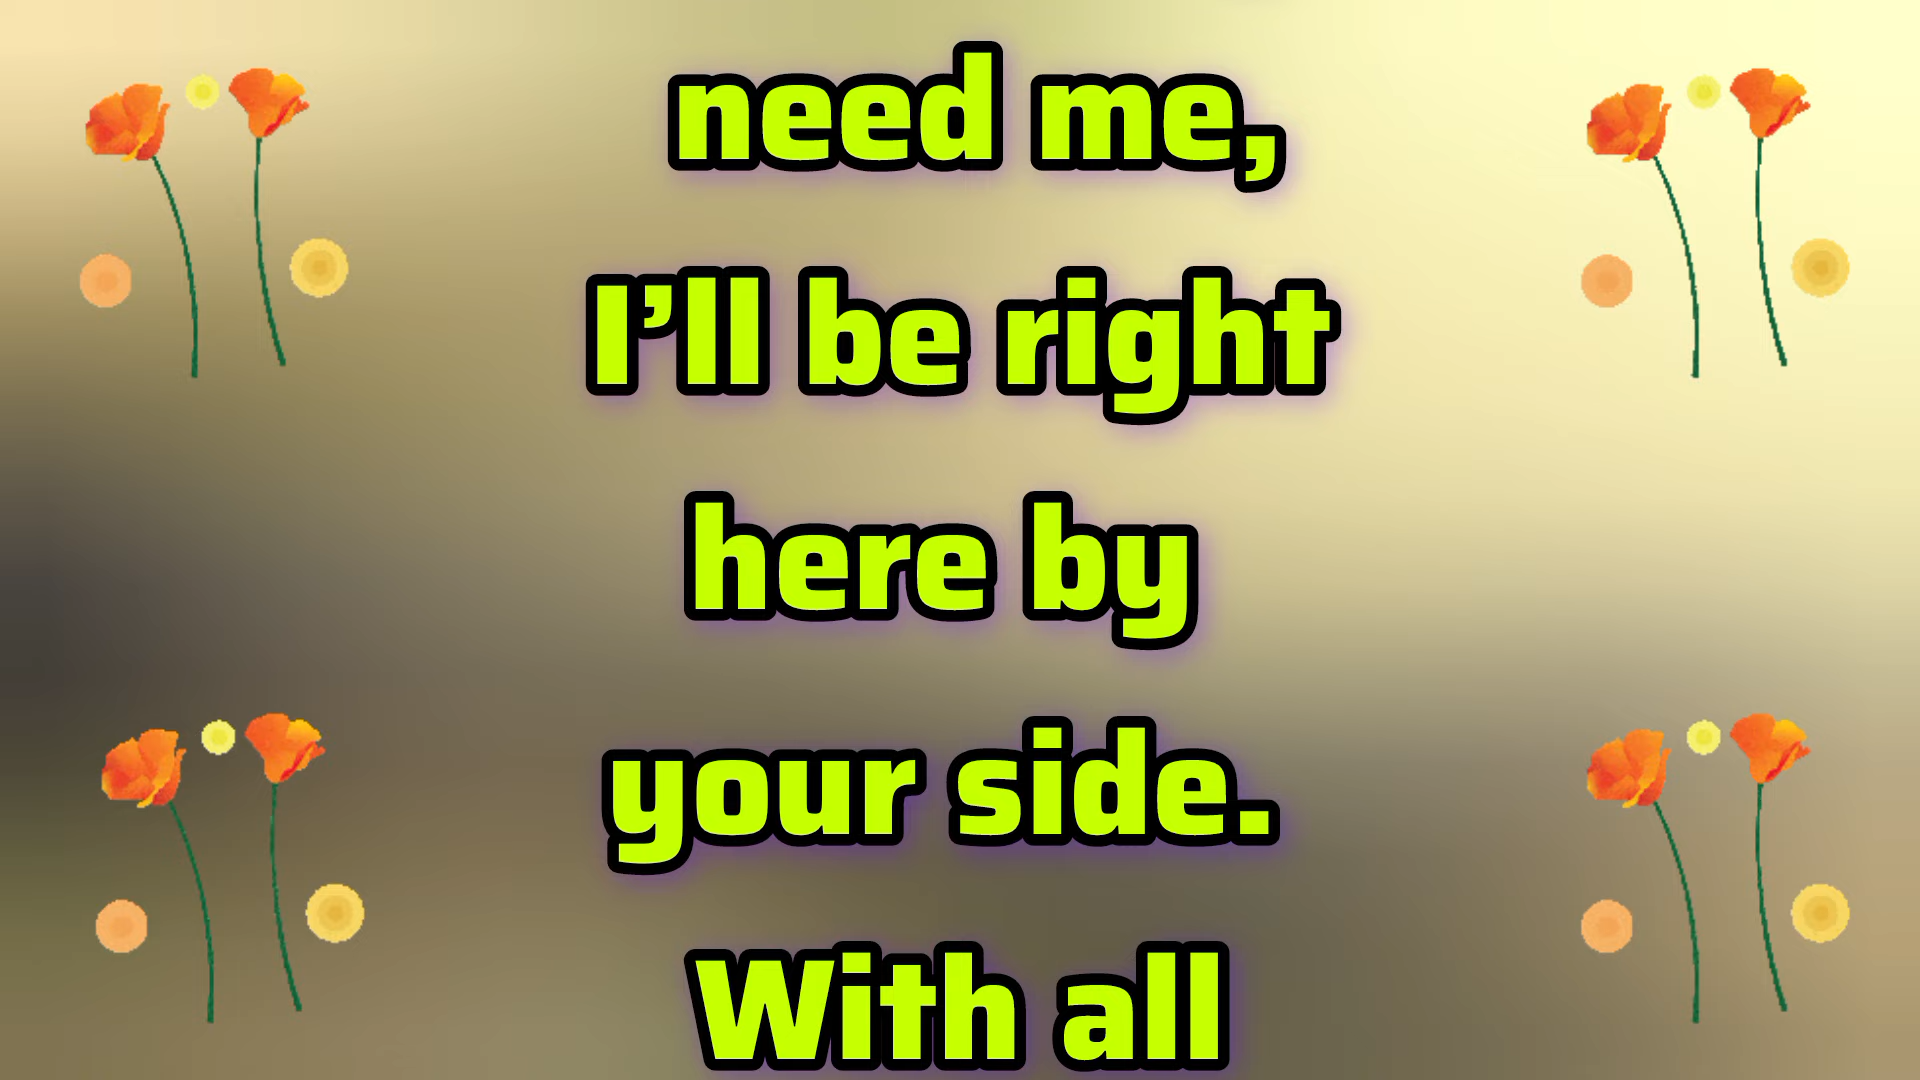 need me,
I’ll be right
here by
your side.
With all